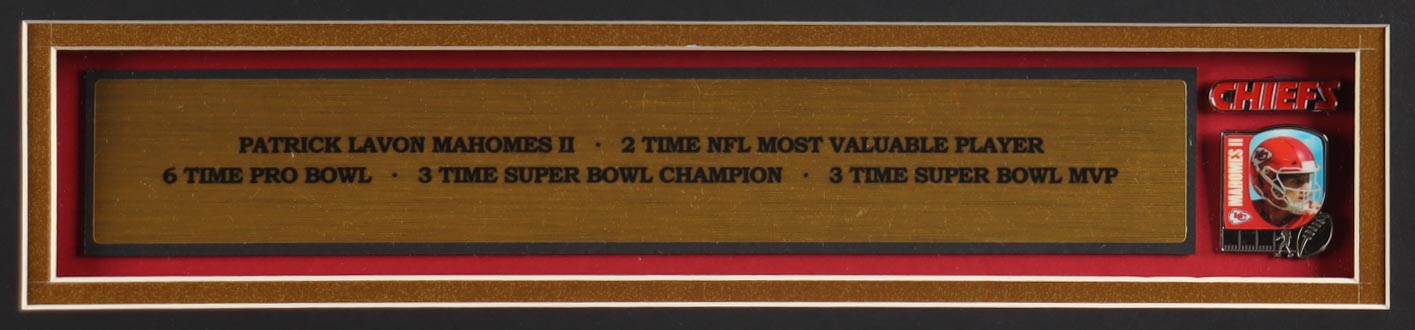 PATRICK LAVON MAHOMES II · 2 TIME NFL MOST VALUABLE PLAYER
6 TIME PRO BOWL · 3 TIME SUPER BOWL CHAMPION · 3 TIME SUPER BOWL MVP
CHIEFS
MAHOMES II